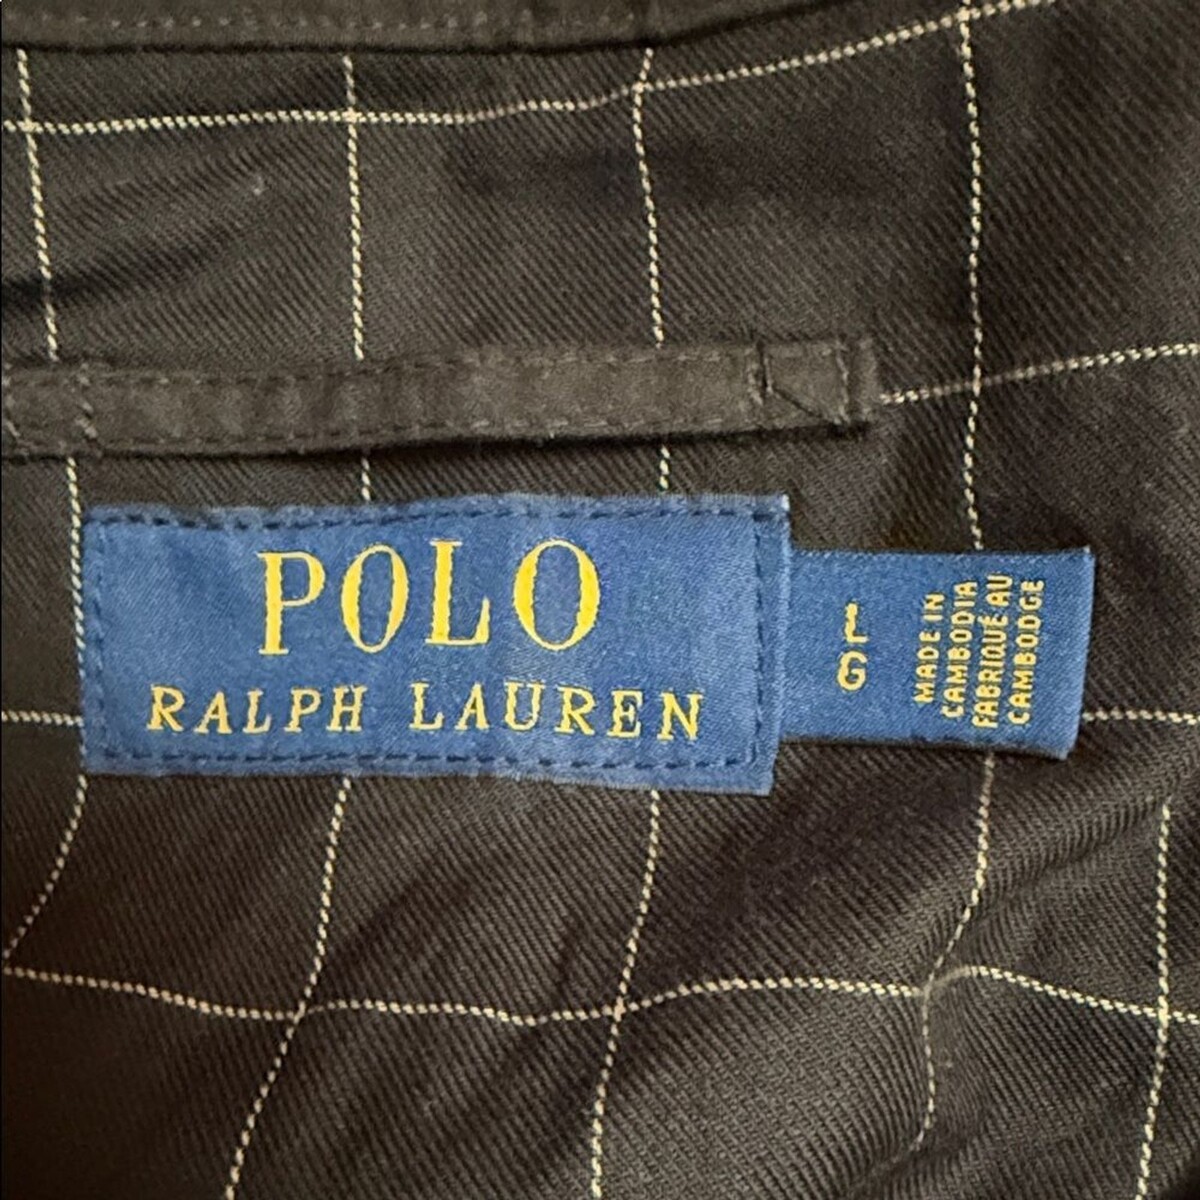 POLO
RALPH LAUREN
L
G
MADE IN
CAMBODIA
FABRIQUÉ AU
CAMBODGE